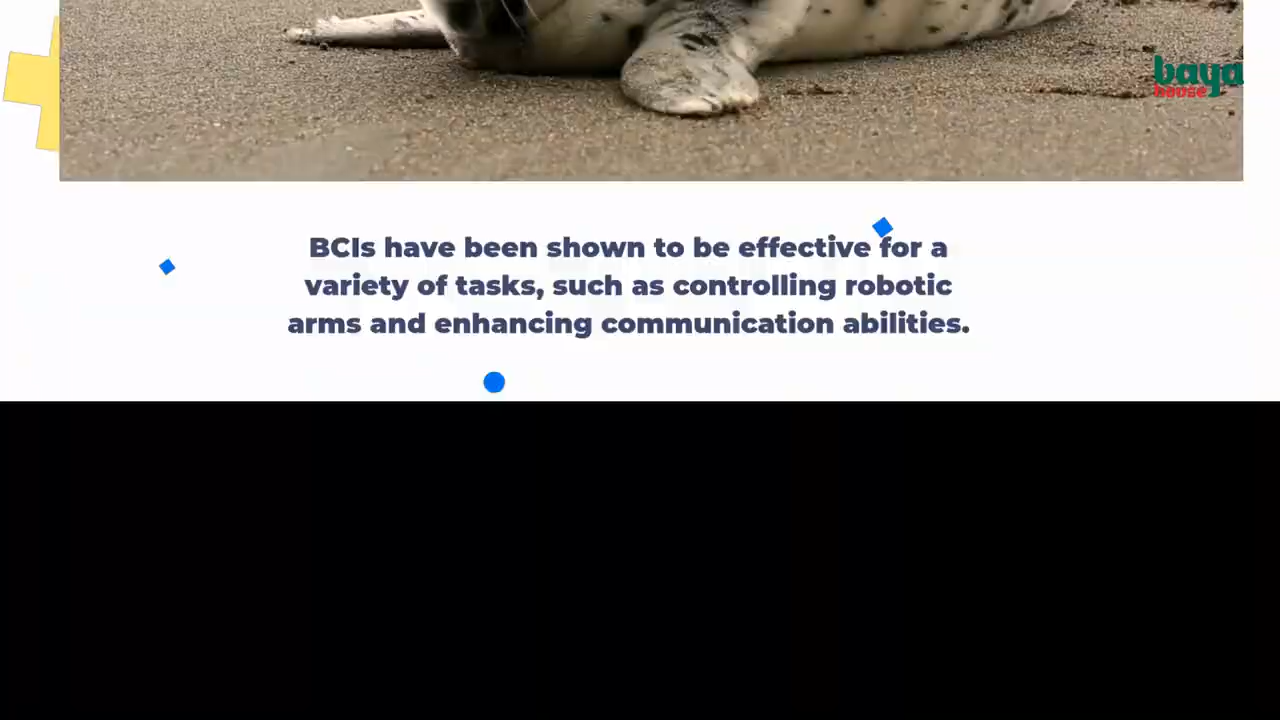 baya
house
BCIs have been shown to be effective for a
variety of tasks, such as controlling robotic
arms and enhancing communication abilities.